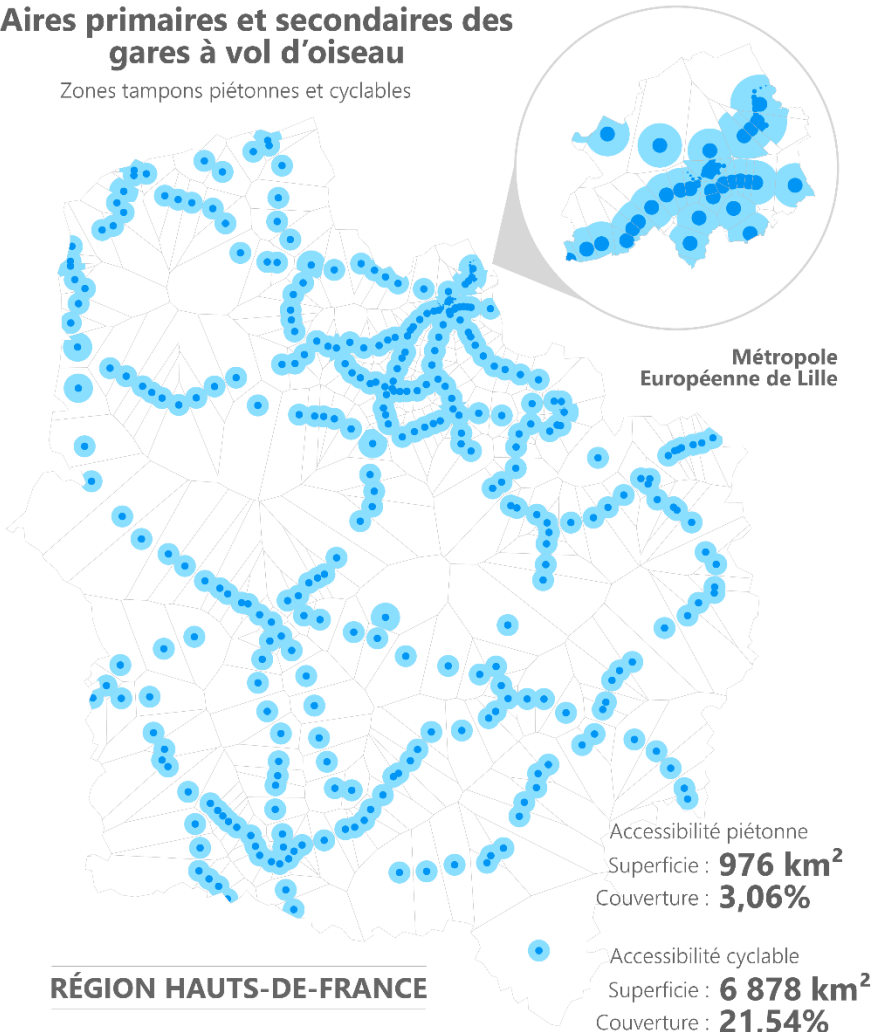 Aires primaires et secondaires des
gares à vol d’oiseau
Zones tampons piétonnes et cyclables
Métropole
Européenne de Lille
Accessibilité piétonne
Superficie : 976 km²
Couverture : 3,06%
Accessibilité cyclable
Superficie : 6 878 km²
Couverture : 21,54%
RÉGION HAUTS-DE-FRANCE